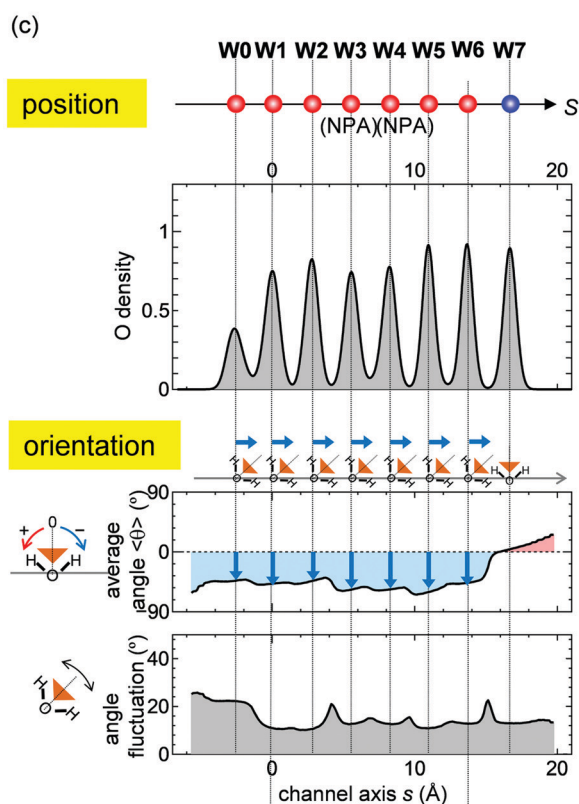 (c)
W0 W1 W2 W3 W4 W5 W6 W7
position
S
(NPA)(NPA)
0 10 20
O density
1
0.5
0
orientation
H O H H O H H O H H O H H O H H O H H O H H O H
+ 0 −
H H
O
average
angle <θ> (°)
-90
0
90
H
O H
angle
fluctuation (°)
40
20
0
0 10 20
channel axis s (Å)